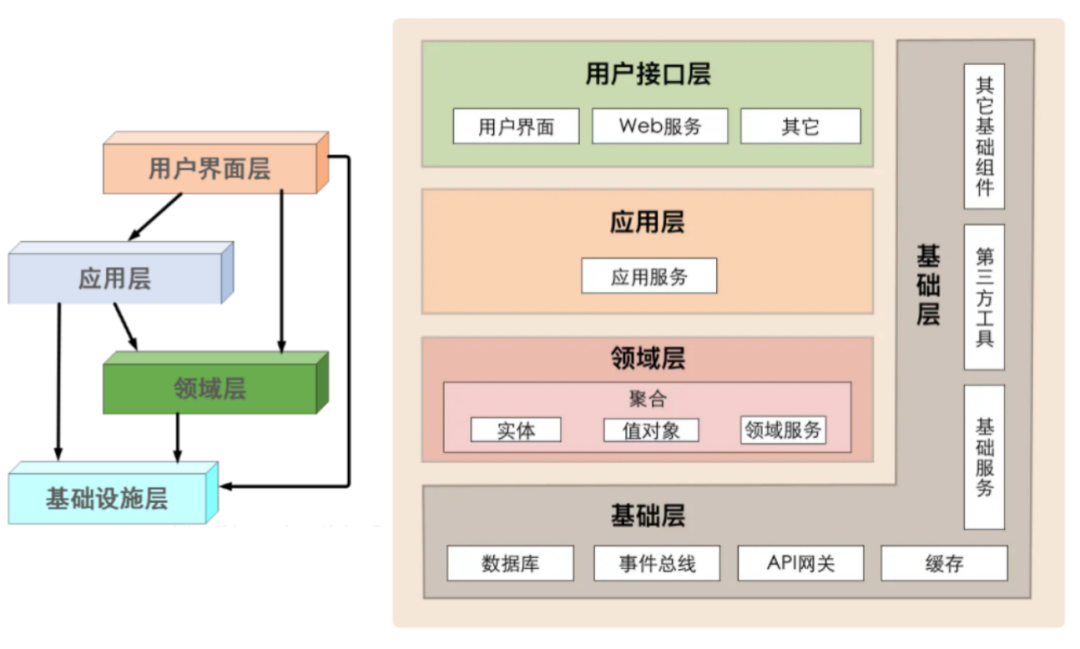 用户界面层
应用层
领域层
基础设施层
用户接口层
用户界面
Web服务
其它
应用层
应用服务
领域层
聚合
实体
值对象
领域服务
基础层
数据库
事件总线
API网关
缓存
基础层
其它基础组件
第三方工具
基础服务